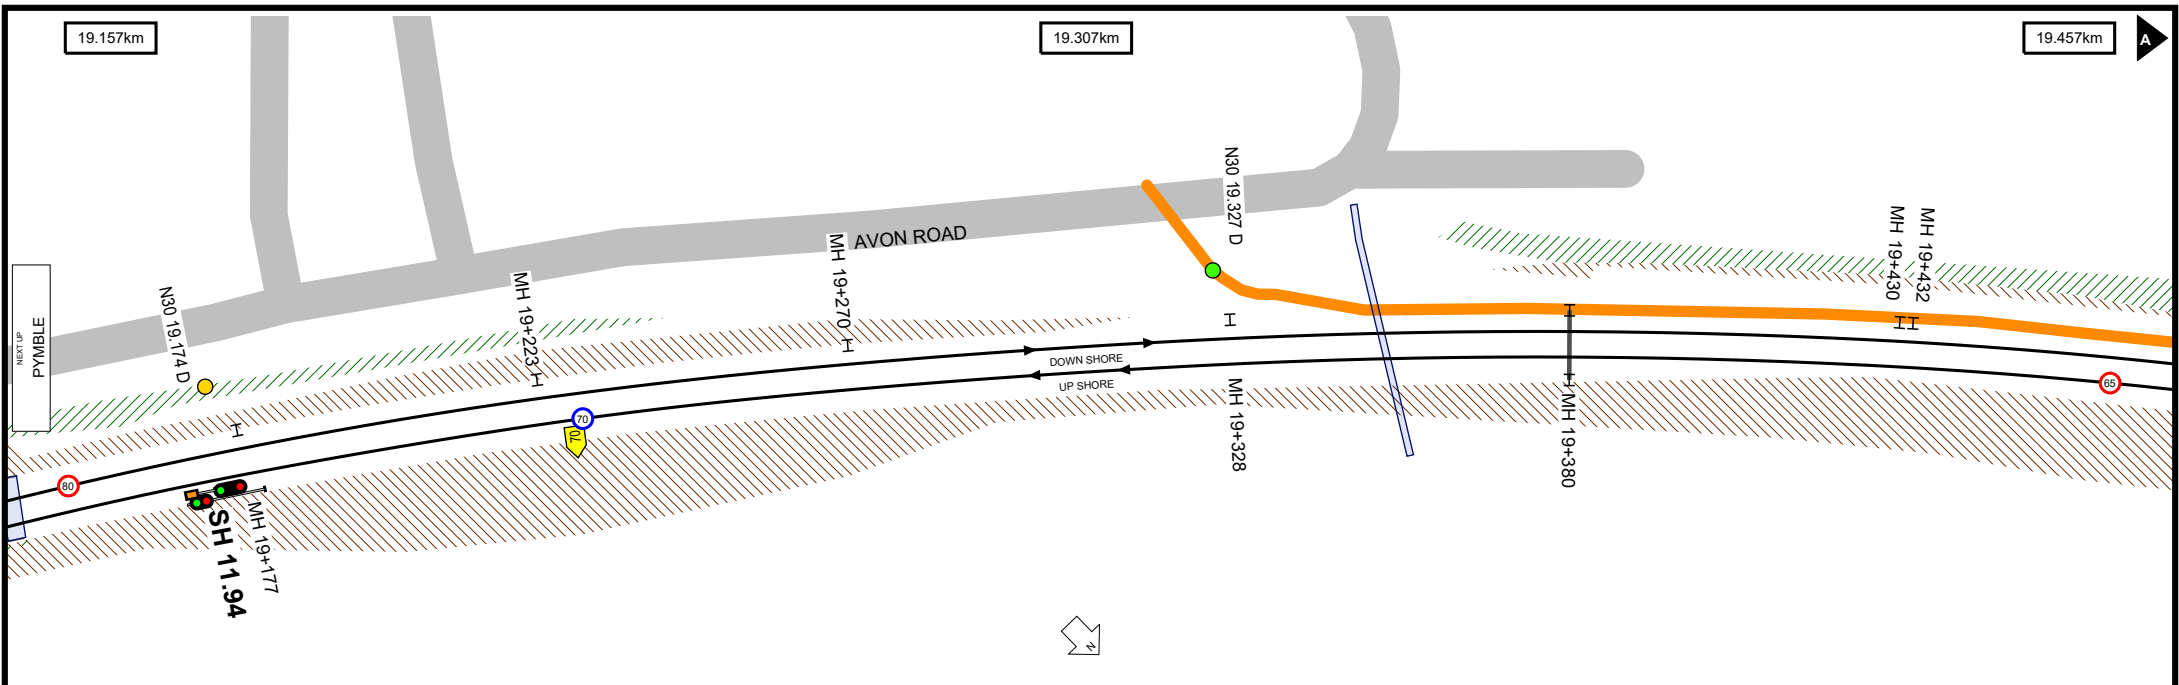 19.157km
19.307km
19.457km
A
NEXT UP
PYMBLE
N30 19.174 D
MH 19+223
MH 19+270
AVON ROAD
N30 19.327 D
MH 19+430
MH 19+432
DOWN SHORE
UP SHORE
80
70
70
65
SH 11.94
MH 19+177
MH 19+328
MH 19+380
N